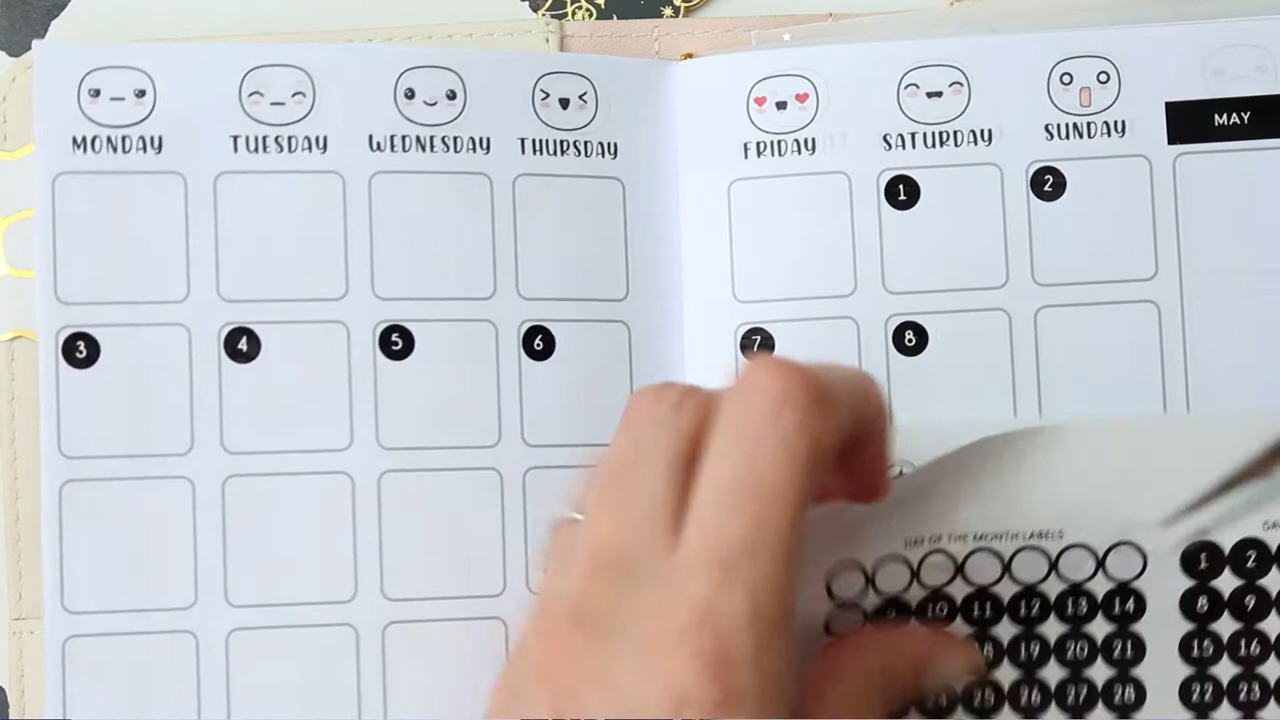 MONDAY TUESDAY WEDNESDAY THURSDAY FRIDAY SATURDAY SUNDAY
MAY
1 2
3 4 5 6 7 8
DAY OF THE MONTH LABELS
1 2
10 11 12 13 14 8 9
19 20 21 15 16
25 26 27 28 22 23